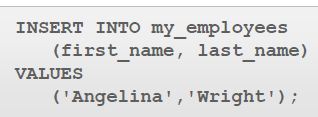 INSERT INTO my_employees
(first_name, last_name)
VALUES
('Angelina','Wright');